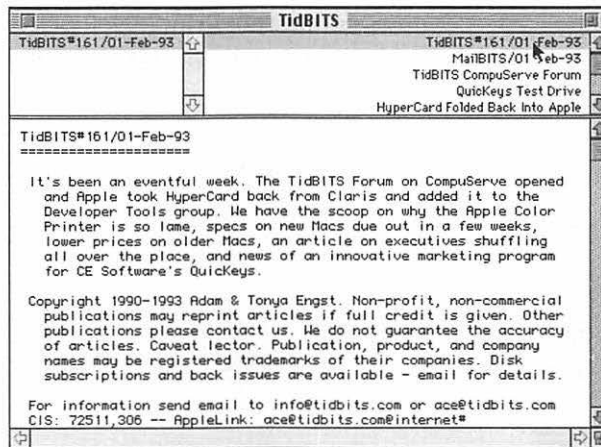 TidBITS
TidBITS#161/01-Feb-93
TidBITS#161/01-Feb-93
MailBITS/01-Feb-93
TidBITS CompuServe Forum
QuicKeys Test Drive
HyperCard Folded Back Into Apple
TidBITS#161/01-Feb-93
======================
It's been an eventful week. The TidBITS Forum on CompuServe opened
and Apple took HyperCard back from Claris and added it to the
Developer Tools group. We have the scoop on why the Apple Color
Printer is so lame, specs on new Macs due out in a few weeks,
lower prices on older Macs, an article on executives shuffling
all over the place, and news of an innovative marketing program
for CE Software's QuicKeys.
Copyright 1990-1993 Adam & Tonya Engst. Non-profit, non-commercial
publications may reprint articles if full credit is given. Other
publications please contact us. We do not guarantee the accuracy
of articles. Caveat lector. Publication, product, and company
names may be registered trademarks of their companies. Disk
subscriptions and back issues are available - email for details.
For information send email to info@tidbits.com or ace@tidbits.com
CIS: 72511,306 -- AppleLink: ace@tidbits.com@internet#